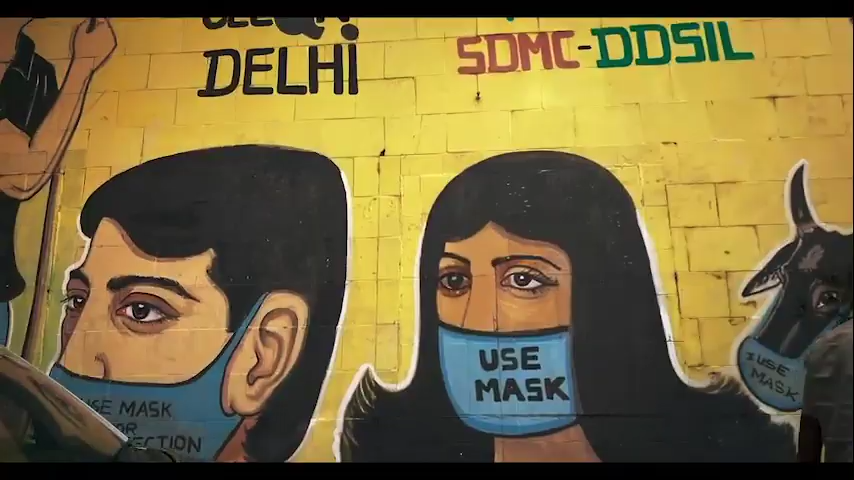 DELHI
SDMC-DDSIL
USE
MASK
USE MASK
I USE
MASK